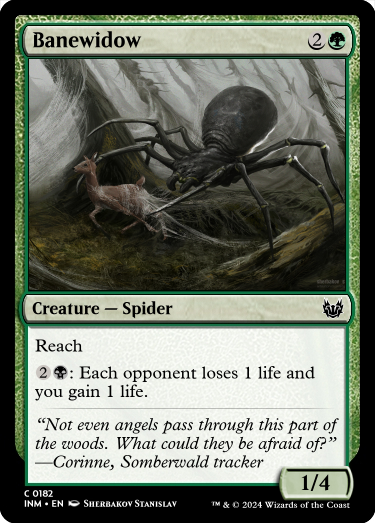 Banewidow 2
Creature — Spider
Reach
2 : Each opponent loses 1 life and
you gain 1 life.
“Not even angels pass through this part of
the woods. What could they be afraid of?”
—Corinne, Somberwald tracker
1/4
C 0182
INM • EN Sherbakov Stanislav
™ & © 2024 Wizards of the Coast